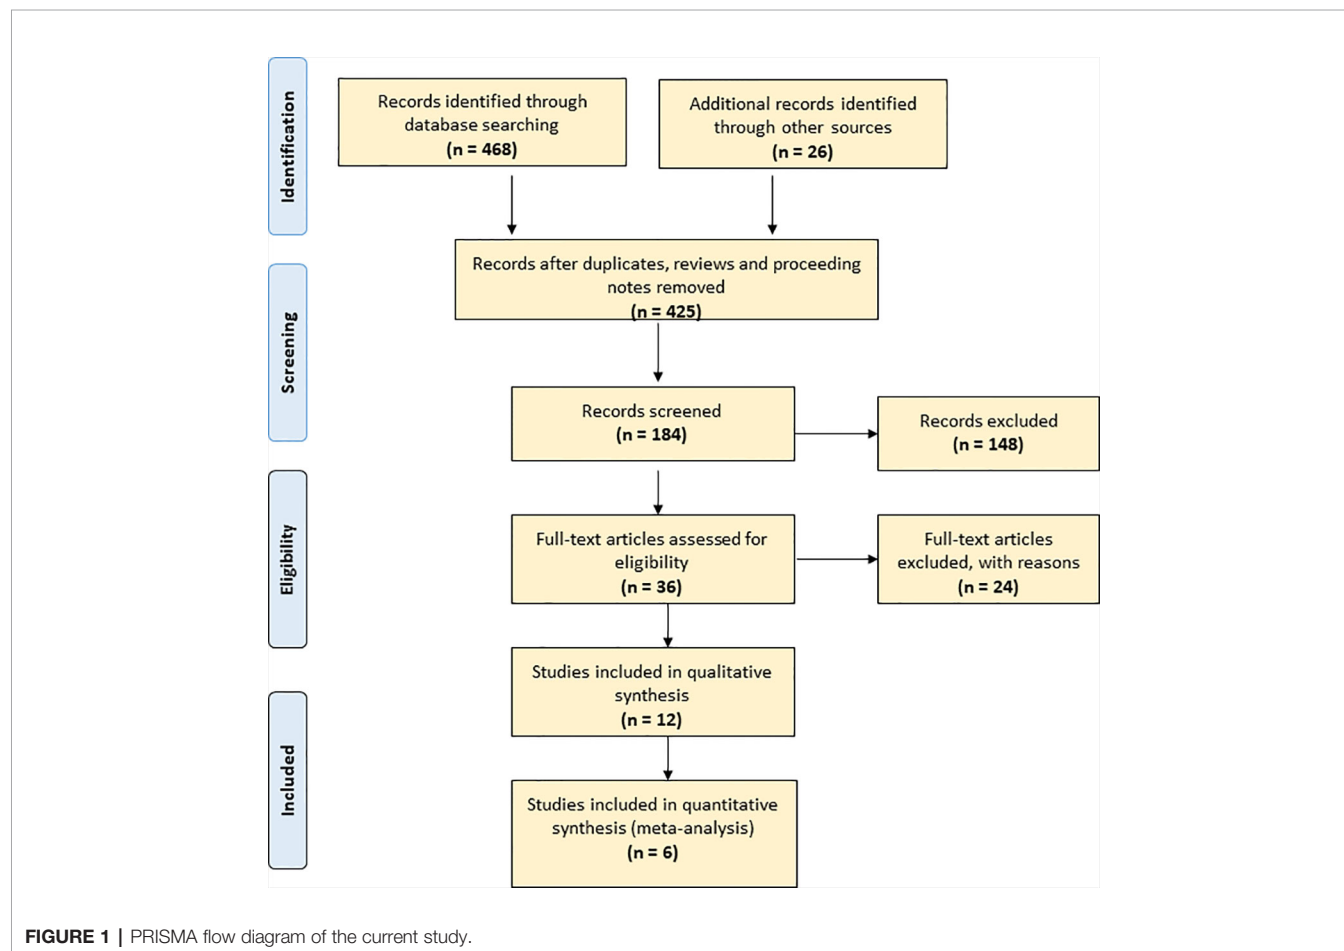 Identification
Records identified through
database searching
(n = 468)
Additional records identified
through other sources
(n = 26)
Screening
Records after duplicates, reviews and proceeding
notes removed
(n = 425)
Records screened
(n = 184)
Records excluded
(n = 148)
Eligibility
Full-text articles assessed for
eligibility
(n = 36)
Full-text articles
excluded, with reasons
(n = 24)
Included
Studies included in qualitative
synthesis
(n = 12)
Studies included in quantitative
synthesis (meta-analysis)
(n = 6)
FIGURE 1 | PRISMA flow diagram of the current study.